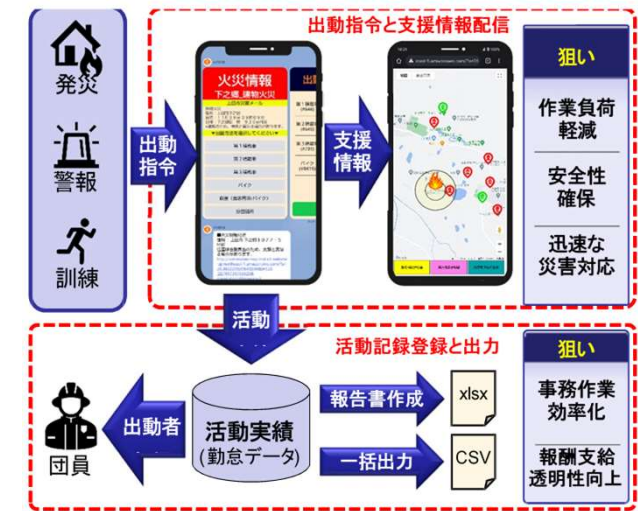 出動指令と支援情報配信
発災
警報
訓練
出動
指令
火災情報
下之郷_建物火災
バイク
支援
情報
狙い
作業負荷
軽減
安全性
確保
迅速な
災害対応
活動
活動記録登録と出力
団員
出動者
活動実績
(勤怠データ)
報告書作成
xlsx
一括出力
CSV
狙い
事務作業
効率化
報酬支給
透明性向上